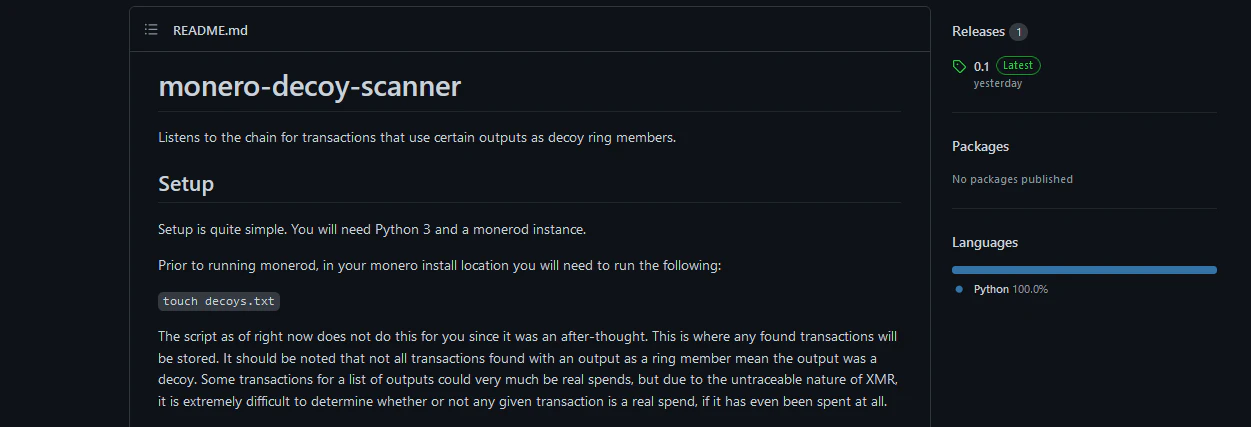 README.md
monero-decoy-scanner
Listens to the chain for transactions that use certain outputs as decoy ring members.
Setup
Setup is quite simple. You will need Python 3 and a monerod instance.
Prior to running monerod, in your monero install location you will need to run the following:
touch decoys.txt
The script as of right now does not do this for you since it was an after-thought. This is where any found transactions will
be stored. It should be noted that not all transactions found with an output as a ring member mean the output was a
decoy. Some transactions for a list of outputs could very much be real spends, but due to the untraceable nature of XMR,
it is extremely difficult to determine whether or not any given transaction is a real spend, if it has even been spent at all.
Releases 1
0.1 Latest
yesterday
Packages
No packages published
Languages
Python 100.0%